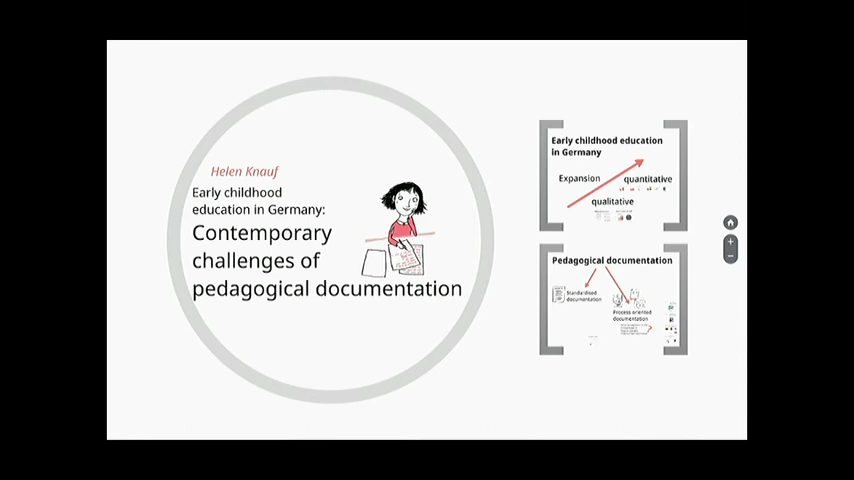 Helen Knauf
Early childhood
education in Germany:
Contemporary
challenges of
pedagogical documentation
Early childhood education
in Germany
Expansion
quantitative
qualitative
Pedagogical documentation
Standardised
documentation
Process oriented
documentation